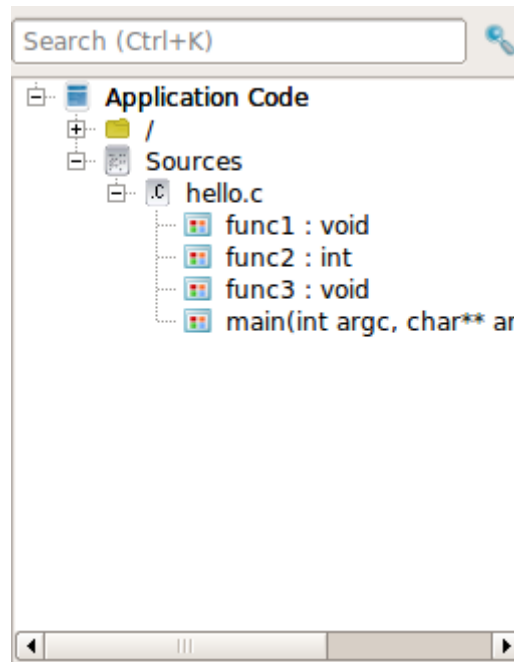 Search (Ctrl+K)
Application Code
/
Sources
.c hello.c
func1 : void
func2 : int
func3 : void
main(int argc, char** ar